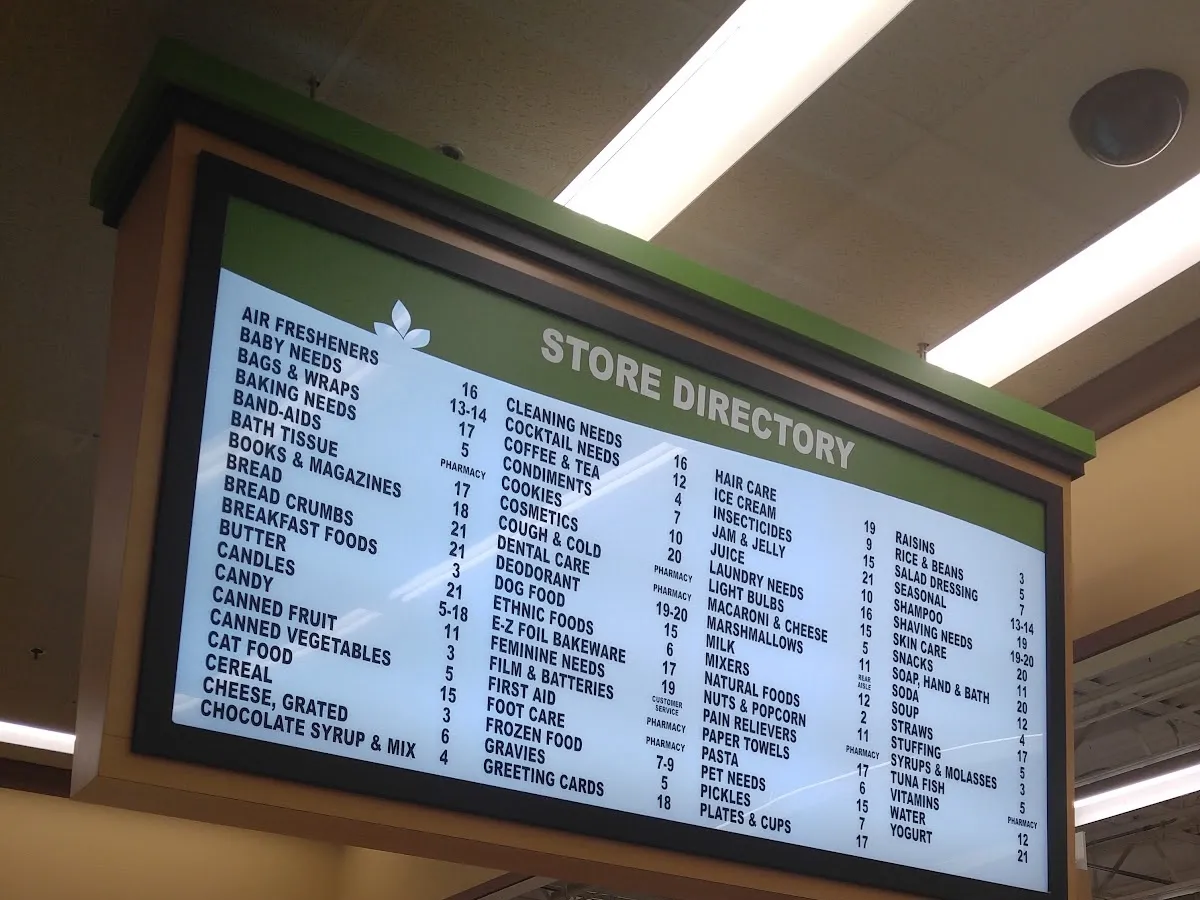 STORE DIRECTORY
AIR FRESHENERS 16
BABY NEEDS 13-14
BAGS & WRAPS 17
BAKING NEEDS 5
BAND-AIDS PHARMACY
BATH TISSUE 17
BOOKS & MAGAZINES 18
BREAD 21
BREAD CRUMBS 21
BREAKFAST FOODS 3
BUTTER 21
CANDLES 5-18
CANDY 11
CANNED FRUIT 3
CANNED VEGETABLES 5
CAT FOOD 15
CEREAL 3
CHEESE, GRATED 6
CHOCOLATE SYRUP & MIX 4
CLEANING NEEDS 16
COCKTAIL NEEDS 12
COFFEE & TEA 4
CONDIMENTS 7
COOKIES 10
COSMETICS 20
COUGH & COLD PHARMACY
DENTAL CARE PHARMACY
DEODORANT 19-20
DOG FOOD 15
ETHNIC FOODS 6
E-Z FOIL BAKEWARE 17
FEMININE NEEDS 19
FILM & BATTERIES CUSTOMER SERVICE
FIRST AID PHARMACY
FOOT CARE PHARMACY
FROZEN FOOD 7-9
GRAVIES 5
GREETING CARDS 18
HAIR CARE 19
ICE CREAM 9
INSECTICIDES 15
JAM & JELLY 21
JUICE 10
LAUNDRY NEEDS 16
LIGHT BULBS 15
MACARONI & CHEESE 5
MARSHMALLOWS 11
MILK REAR AISLE
MIXERS 12
NATURAL FOODS 2
NUTS & POPCORN 11
PAIN RELIEVERS PHARMACY
PAPER TOWELS 17
PASTA 6
PET NEEDS 15
PICKLES 7
PLATES & CUPS 17
RAISINS 3
RICE & BEANS 5
SALAD DRESSING 7
SEASONAL 13-14
SHAMPOO 19
SHAVING NEEDS 19-20
SKIN CARE 20
SNACKS 11
SOAP, HAND & BATH 20
SODA 12
SOUP 4
STRAWS 17
STUFFING 5
SYRUPS & MOLASSES 3
TUNA FISH 5
VITAMINS PHARMACY
WATER 12
YOGURT 21